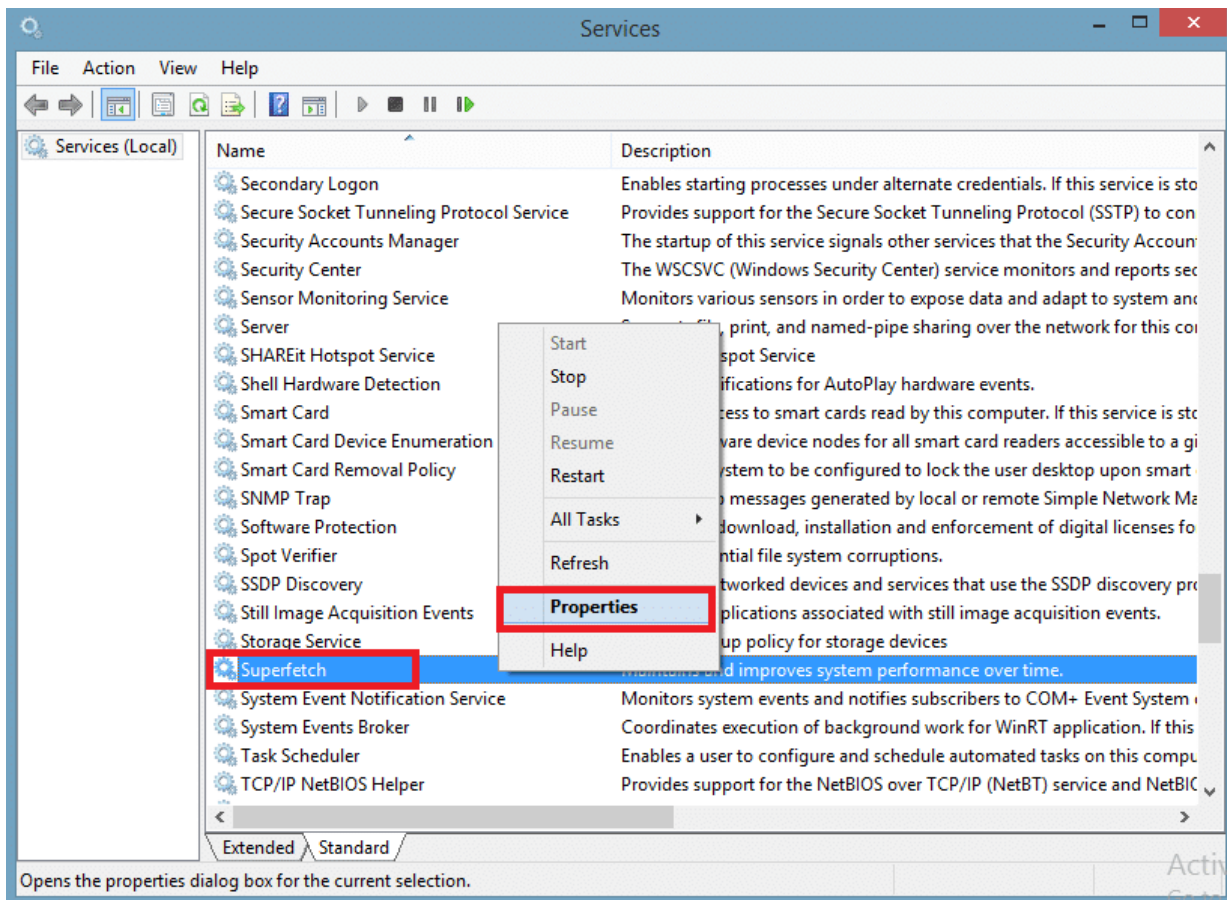 Services
File Action View Help
Services (Local)
Name Description
Secondary Logon Enables starting processes under alternate credentials. If this service is sto
Secure Socket Tunneling Protocol Service Provides support for the Secure Socket Tunneling Protocol (SSTP) to con
Security Accounts Manager The startup of this service signals other services that the Security Accoun
Security Center The WSCSVC (Windows Security Center) service monitors and reports sec
Sensor Monitoring Service Monitors various sensors in order to expose data and adapt to system and
Server print, and named-pipe sharing over the network for this con
Start
SHAREit Hotspot Service spot Service
Stop
Shell Hardware Detection ifications for AutoPlay hardware events.
Pause
Smart Card cess to smart cards read by this computer. If this service is sto
Resume
Smart Card Device Enumeration vare device nodes for all smart card readers accessible to a gi
Restart
Smart Card Removal Policy ystem to be configured to lock the user desktop upon smart
SNMP Trap messages generated by local or remote Simple Network Ma
All Tasks
Software Protection download, installation and enforcement of digital licenses fo
Spot Verifier ntial file system corruptions.
Refresh
SSDP Discovery tworked devices and services that use the SSDP discovery pro
Properties
Still Image Acquisition Events plications associated with still image acquisition events.
Storage Service up policy for storage devices
Help
Superfetch Maintains and improves system performance over time.
System Event Notification Service Monitors system events and notifies subscribers to COM+ Event System
System Events Broker Coordinates execution of background work for WinRT application. If this
Task Scheduler Enables a user to configure and schedule automated tasks on this compu
TCP/IP NetBIOS Helper Provides support for the NetBIOS over TCP/IP (NetBT) service and NetBIO
Extended Standard
Activ
Opens the properties dialog box for the current selection.